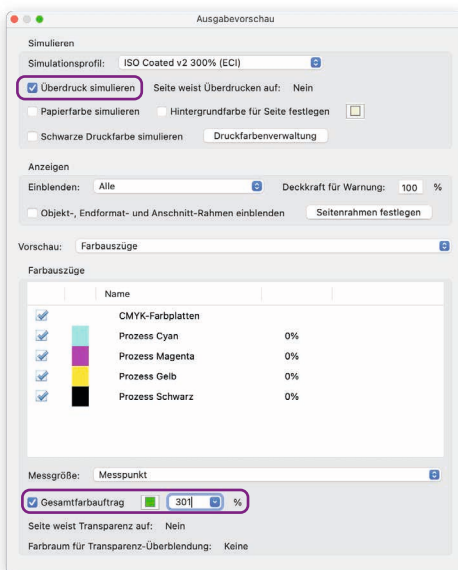 Ausgabevorschau
Simulieren
Simulationsprofil: ISO Coated v2 300% (ECI)
Überdruck simulieren Seite weist Überdrucken auf: Nein
Papierfarbe simulieren Hintergrundfarbe für Seite festlegen
Schwarze Druckfarbe simulieren Druckfarbenverwaltung
Anzeigen
Einblenden: Alle Deckkraft für Warnung: 100 %
Objekt-, Endformat- und Anschnitt-Rahmen einblenden Seitenrahmen festlegen
Vorschau: Farbauszüge
Farbauszüge
Name
CMYK-Farbplatten
Prozess Cyan 0%
Prozess Magenta 0%
Prozess Gelb 0%
Prozess Schwarz 0%
Messgröße: Messpunkt
Gesamtfarbauftrag 301 %
Seite weist Transparenz auf: Nein
Farbraum für Transparenz-Überblendung: Keine